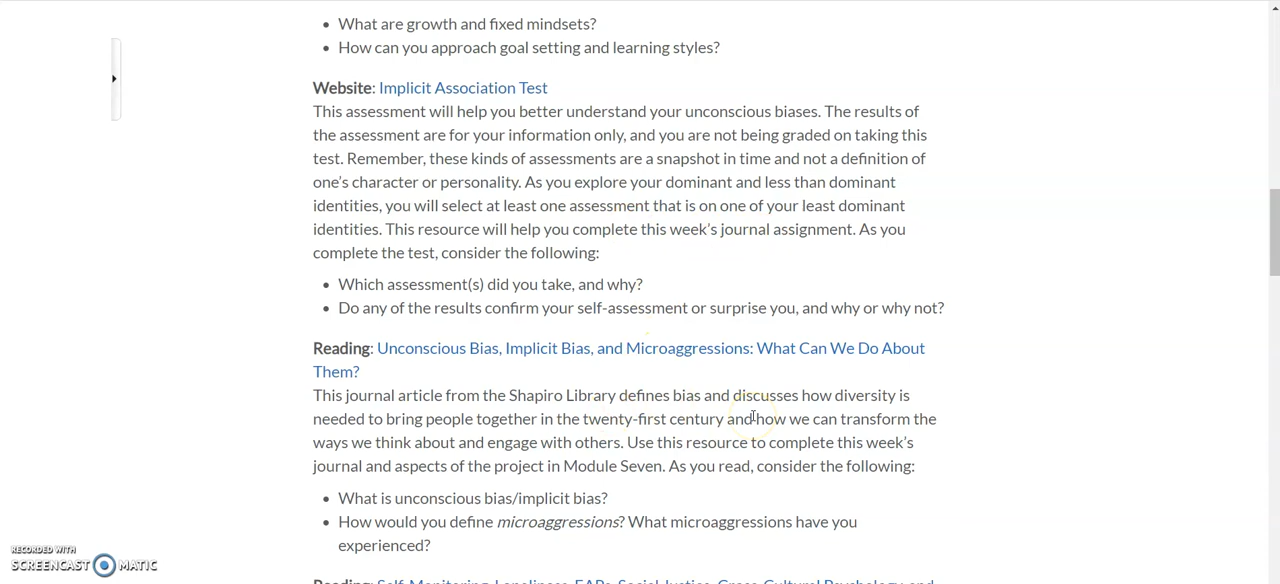 • What are growth and fixed mindsets?
• How can you approach goal setting and learning styles?
Website: Implicit Association Test
This assessment will help you better understand your unconscious biases. The results of
the assessment are for your information only, and you are not being graded on taking this
test. Remember, these kinds of assessments are a snapshot in time and not a definition of
one's character or personality. As you explore your dominant and less than dominant
identities, you will select at least one assessment that is on one of your least dominant
identities. This resource will help you complete this week's journal assignment. As you
complete the test, consider the following:
• Which assessment(s) did you take, and why?
• Do any of the results confirm your self-assessment or surprise you, and why or why not?
Reading: Unconscious Bias, Implicit Bias, and Microaggressions: What Can We Do About
Them?
This journal article from the Shapiro Library defines bias and discusses how diversity is
needed to bring people together in the twenty-first century and how we can transform the
ways we think about and engage with others. Use this resource to complete this week's
journal and aspects of the project in Module Seven. As you read, consider the following:
• What is unconscious bias/implicit bias?
• How would you define microaggressions? What microaggressions have you
experienced?
Reading: Self-Monitoring, Loneliness, EAPs, Social Justice, Cross-Cultural Psychology, and
RECORDED WITH
SCREENCAST MATIC